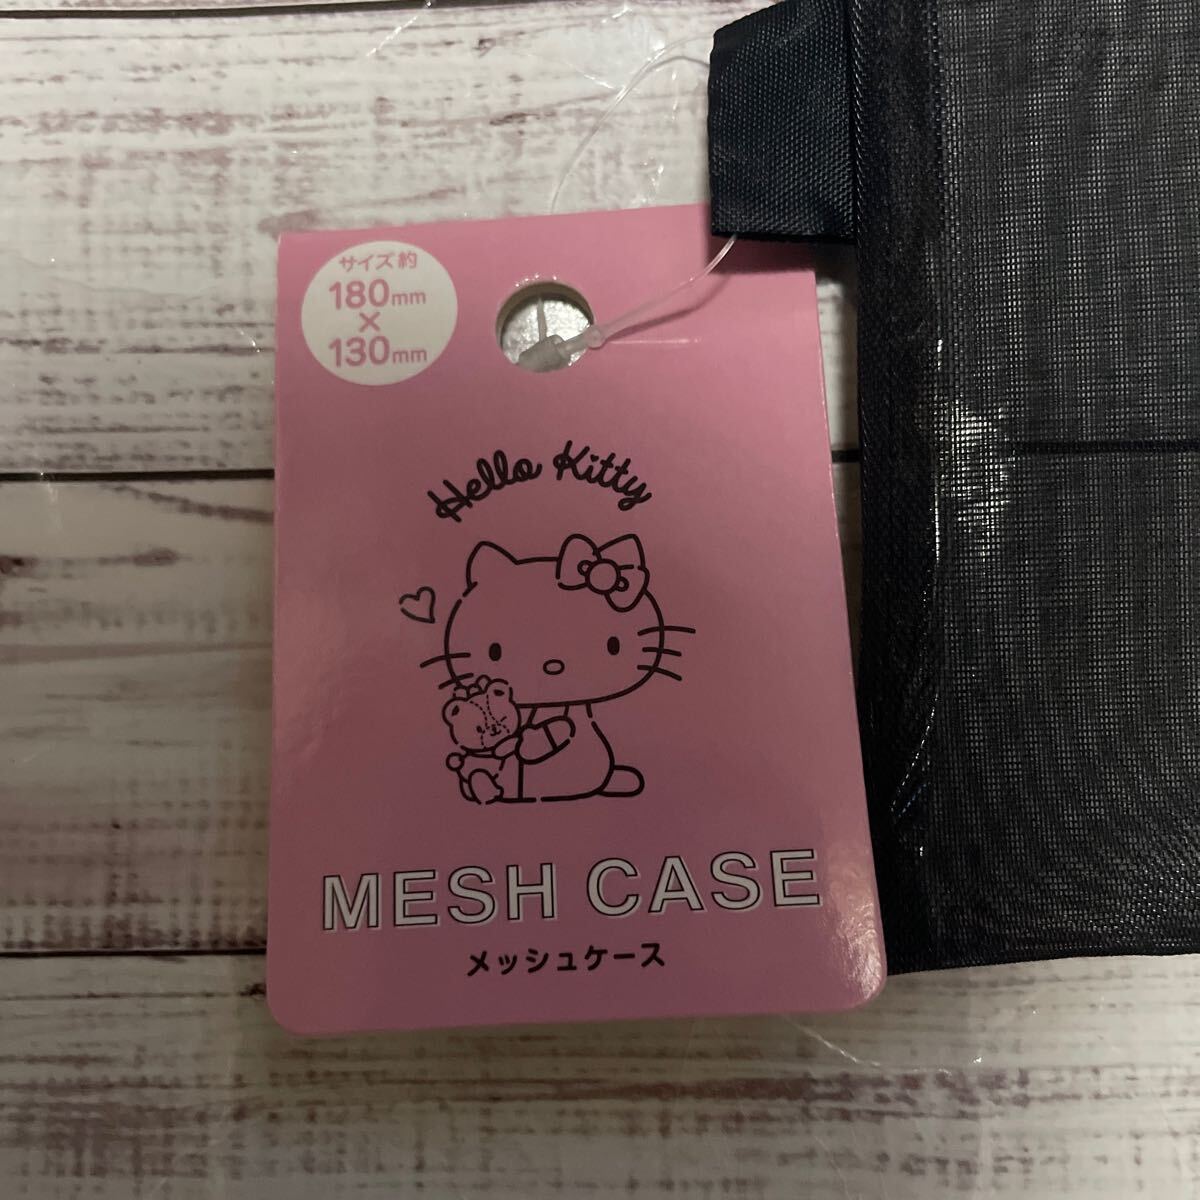 サイズ約
180mm
×
130mm
Hello Kitty
MESH CASE
メッシュケース